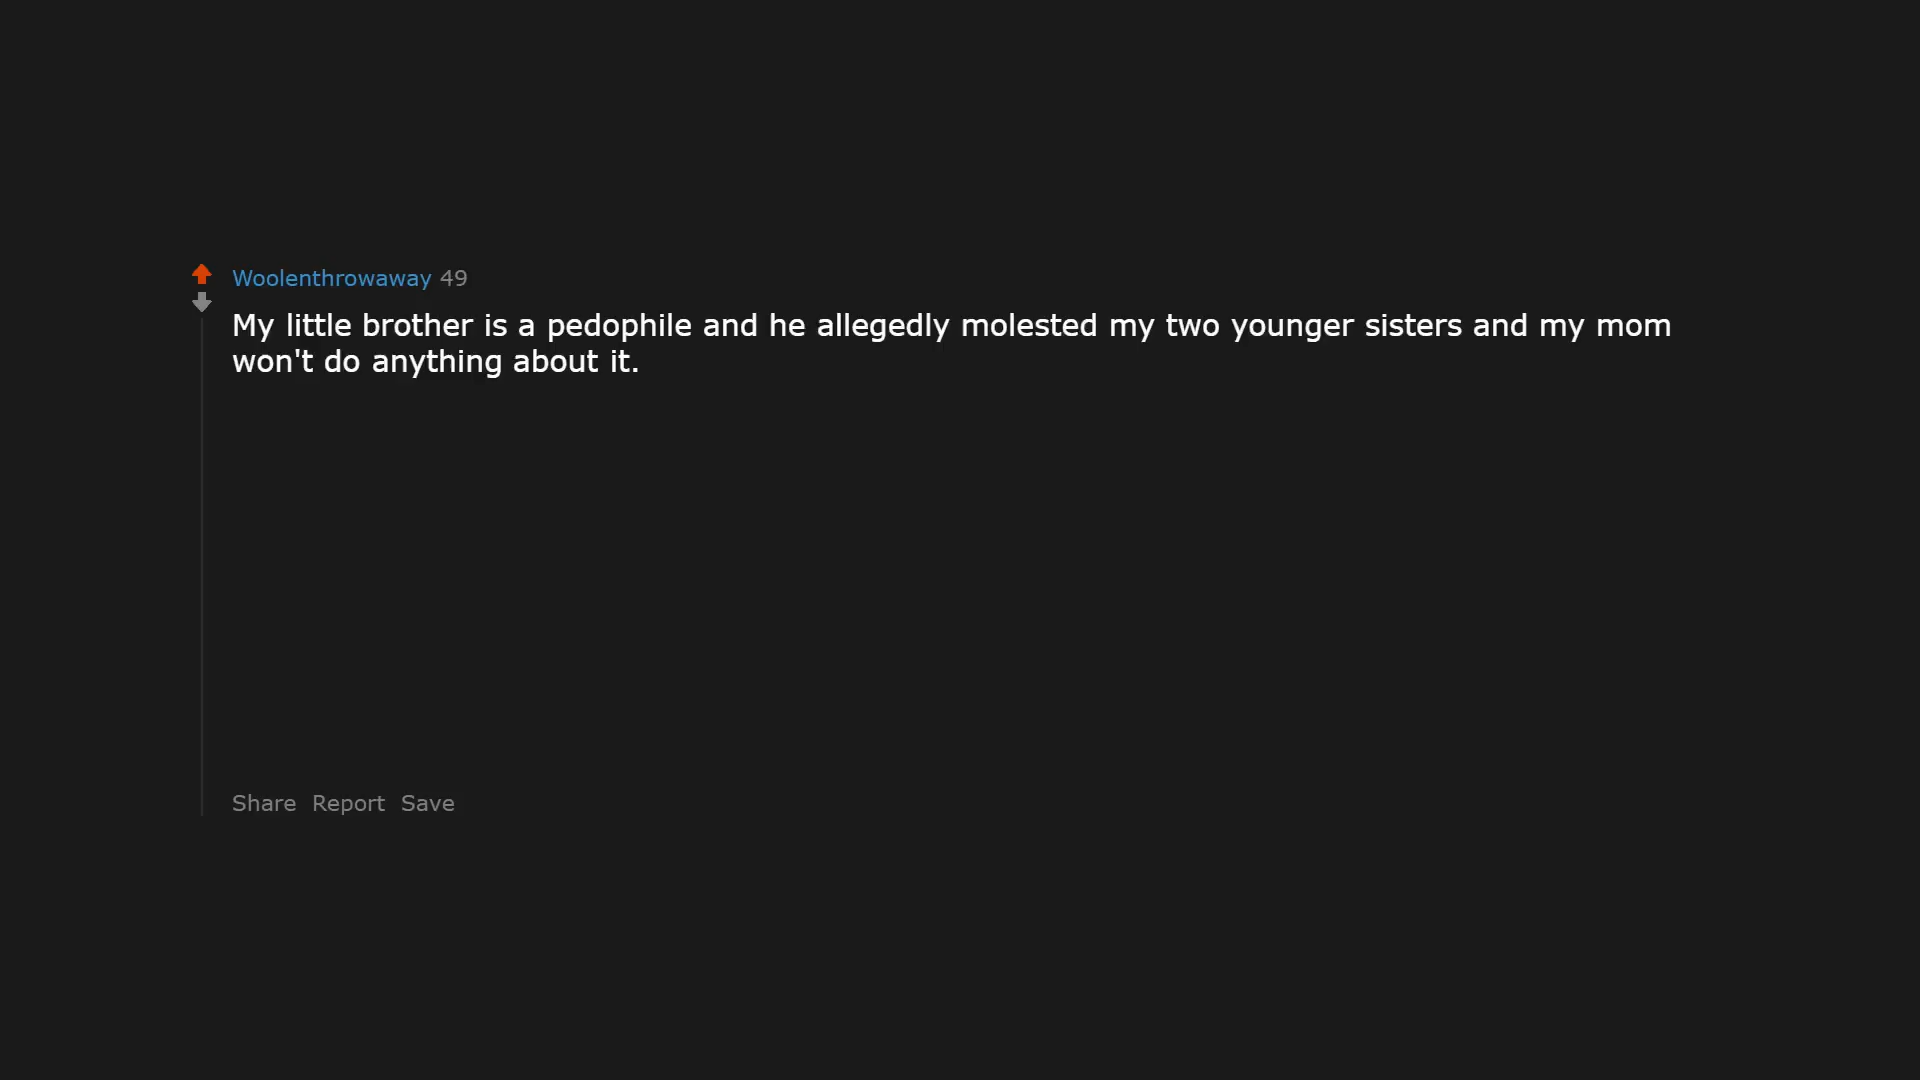 Woolenthrowaway 49
My little brother is a pedophile and he allegedly molested my two younger sisters and my mom
won't do anything about it.
Share Report Save